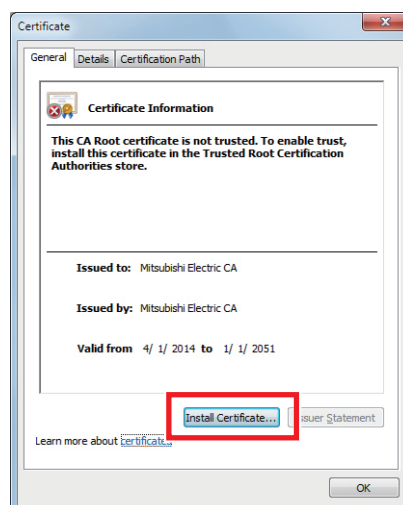 Certificate
General Details Certification Path
Certificate Information
This CA Root certificate is not trusted. To enable trust,
install this certificate in the Trusted Root Certification
Authorities store.
Issued to: Mitsubishi Electric CA
Issued by: Mitsubishi Electric CA
Valid from 4/ 1/ 2014 to 1/ 1/ 2051
Install Certificate... Statement
Learn more about
OK